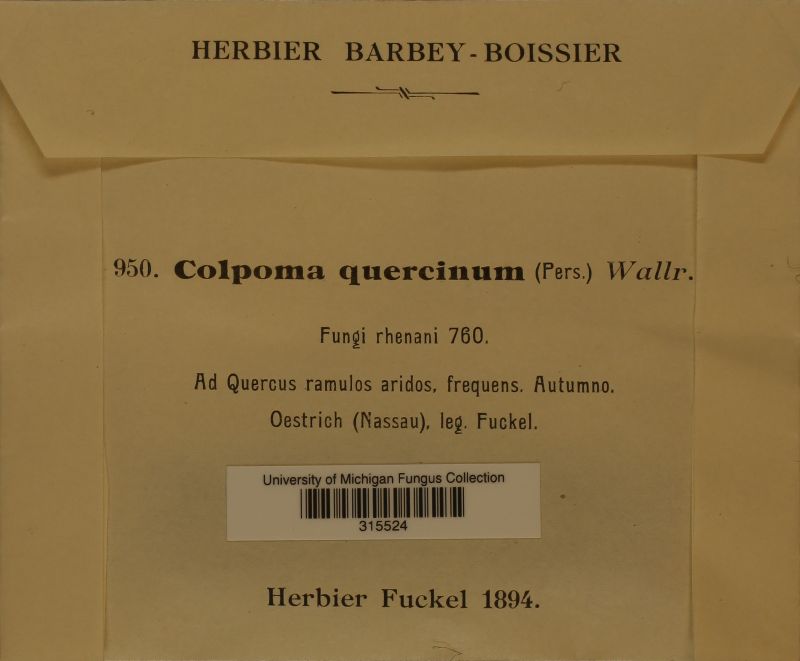 HERBIER BARBEY-BOISSIER
950. Colpoma quercinum (Pers.) Wallr.
Fungi rhenani 760.
Ad Quercus ramulos aridos, frequens. Autumno.
Oestrich (Nassau), leg. Fuckel.
University of Michigan Fungus Collection
315524
Herbier Fuckel 1894.